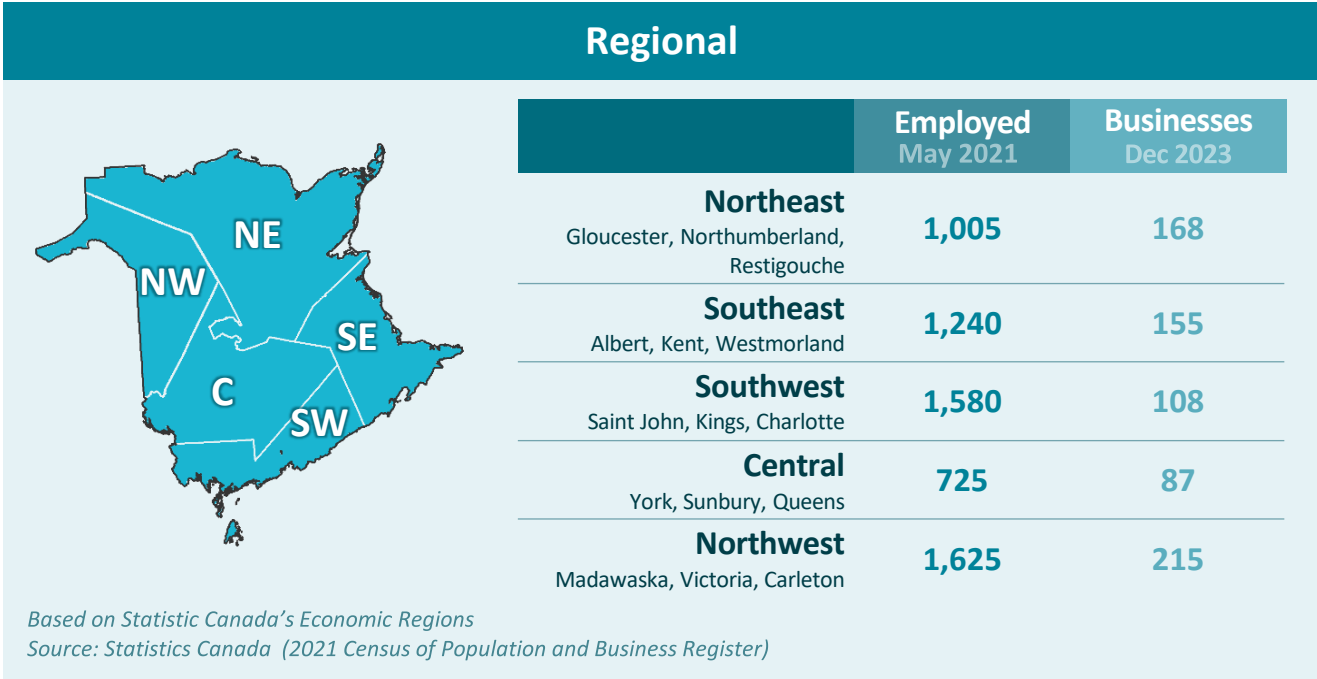 Regional
NE
NW
SE
C
SW
Employed Businesses
May 2021 Dec 2023
Northeast
Gloucester, Northumberland,
Restigouche
1,005 168
Southeast
Albert, Kent, Westmorland
1,240 155
Southwest
Saint John, Kings, Charlotte
1,580 108
Central
York, Sunbury, Queens
725 87
Northwest
Madawaska, Victoria, Carleton
1,625 215
Based on Statistic Canada’s Economic Regions
Source: Statistics Canada (2021 Census of Population and Business Register)